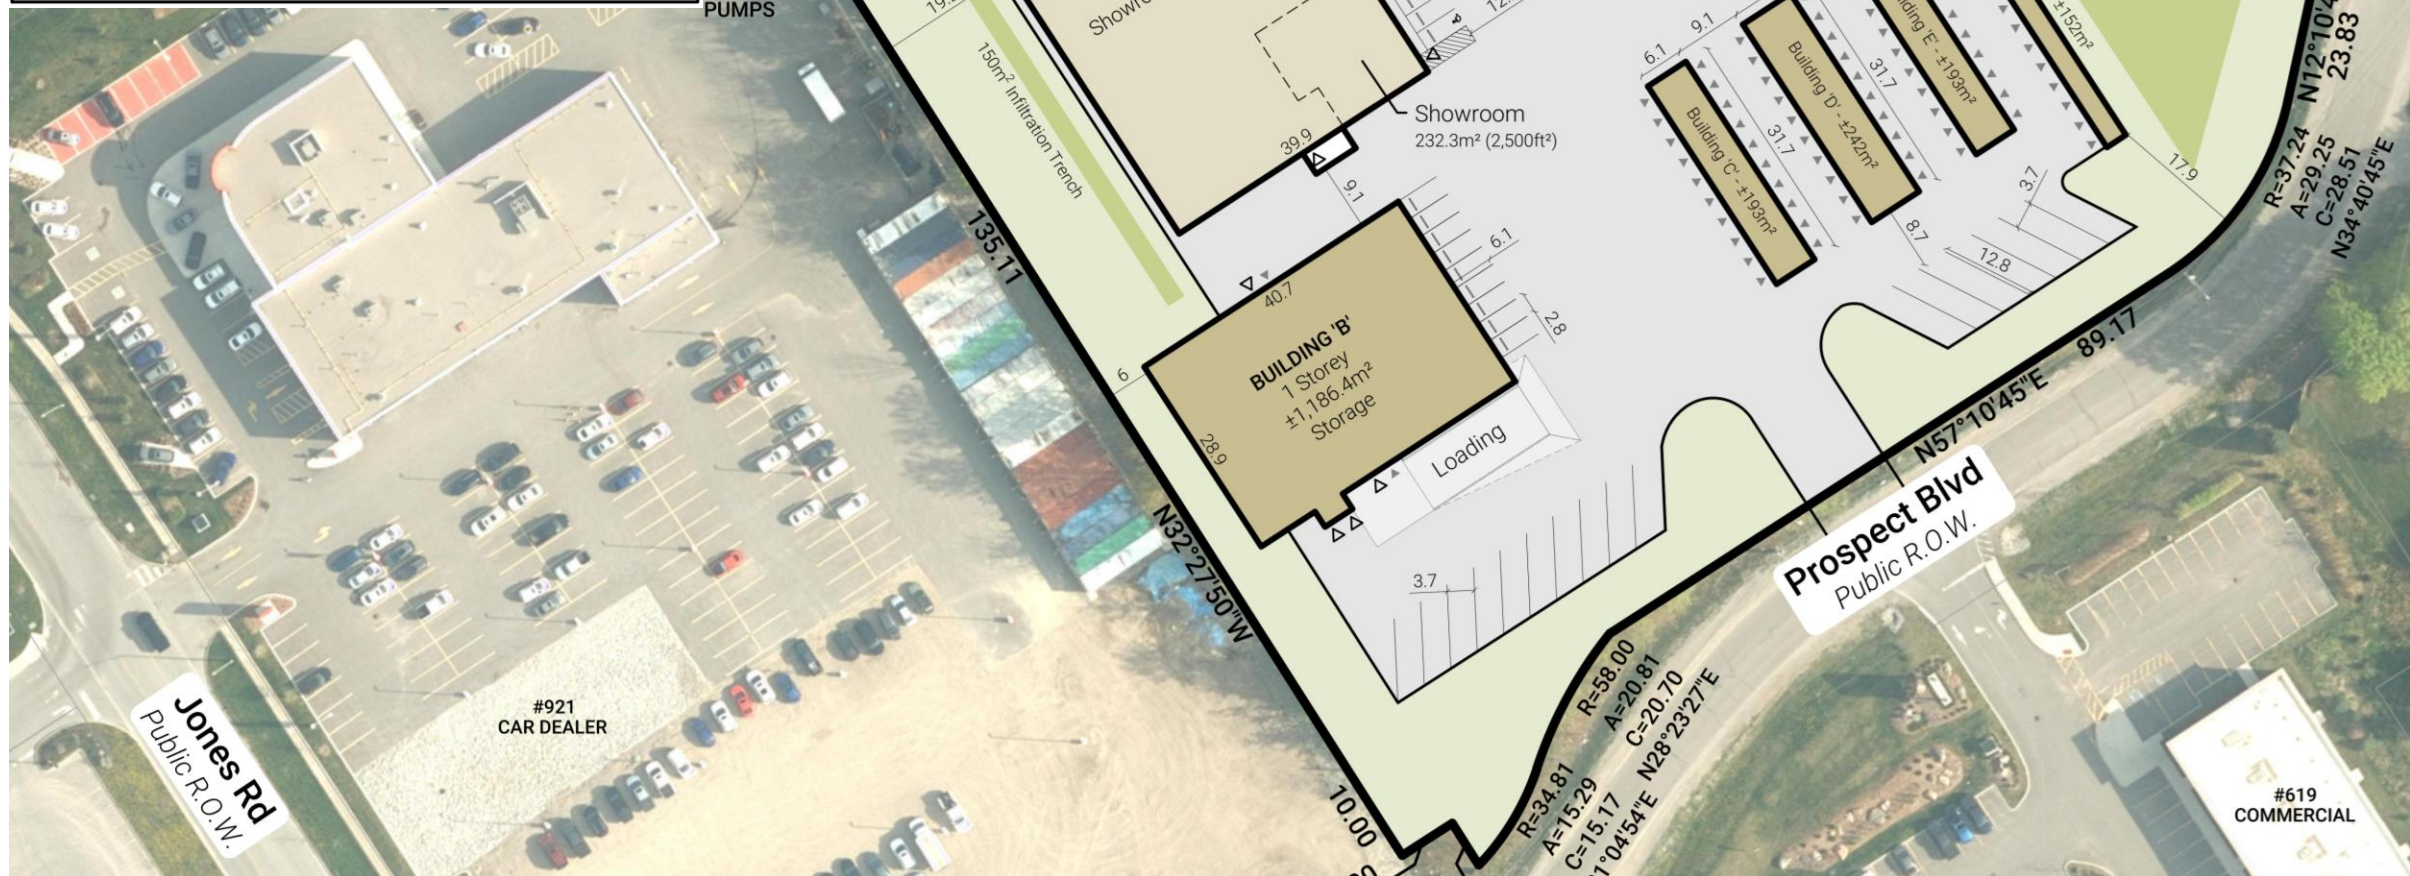 PUMPS
150m² Infiltration Trench
39.9
Showroom
232.3m² (2,500ft²)
9.1
6.1
9.1
31.7
31.7
Building 'C' - ±193m²
Building 'D' - ±242m²
'E' - ±193m²
±152m²
N12°10'4
23.83
R=37.24
A=29.25
C=28.51
N34°40'45"E
17.9
3.7
12.8
8.7
135.11
6
40.7
6.1
2.8
BUILDING 'B'
1 Storey
±1,186.4m²
Storage
28.9
Loading
3.7
N32°27'50"W
89.17
N57°10'45"E
Prospect Blvd
Public R.O.W.
R=58.00
A=20.81
C=20.70
N28°23'27"E
R=34.81
A=15.29
C=15.17
1°04'54"E
10.00
Jones Rd
Public R.O.W.
#921
CAR DEALER
#619
COMMERCIAL